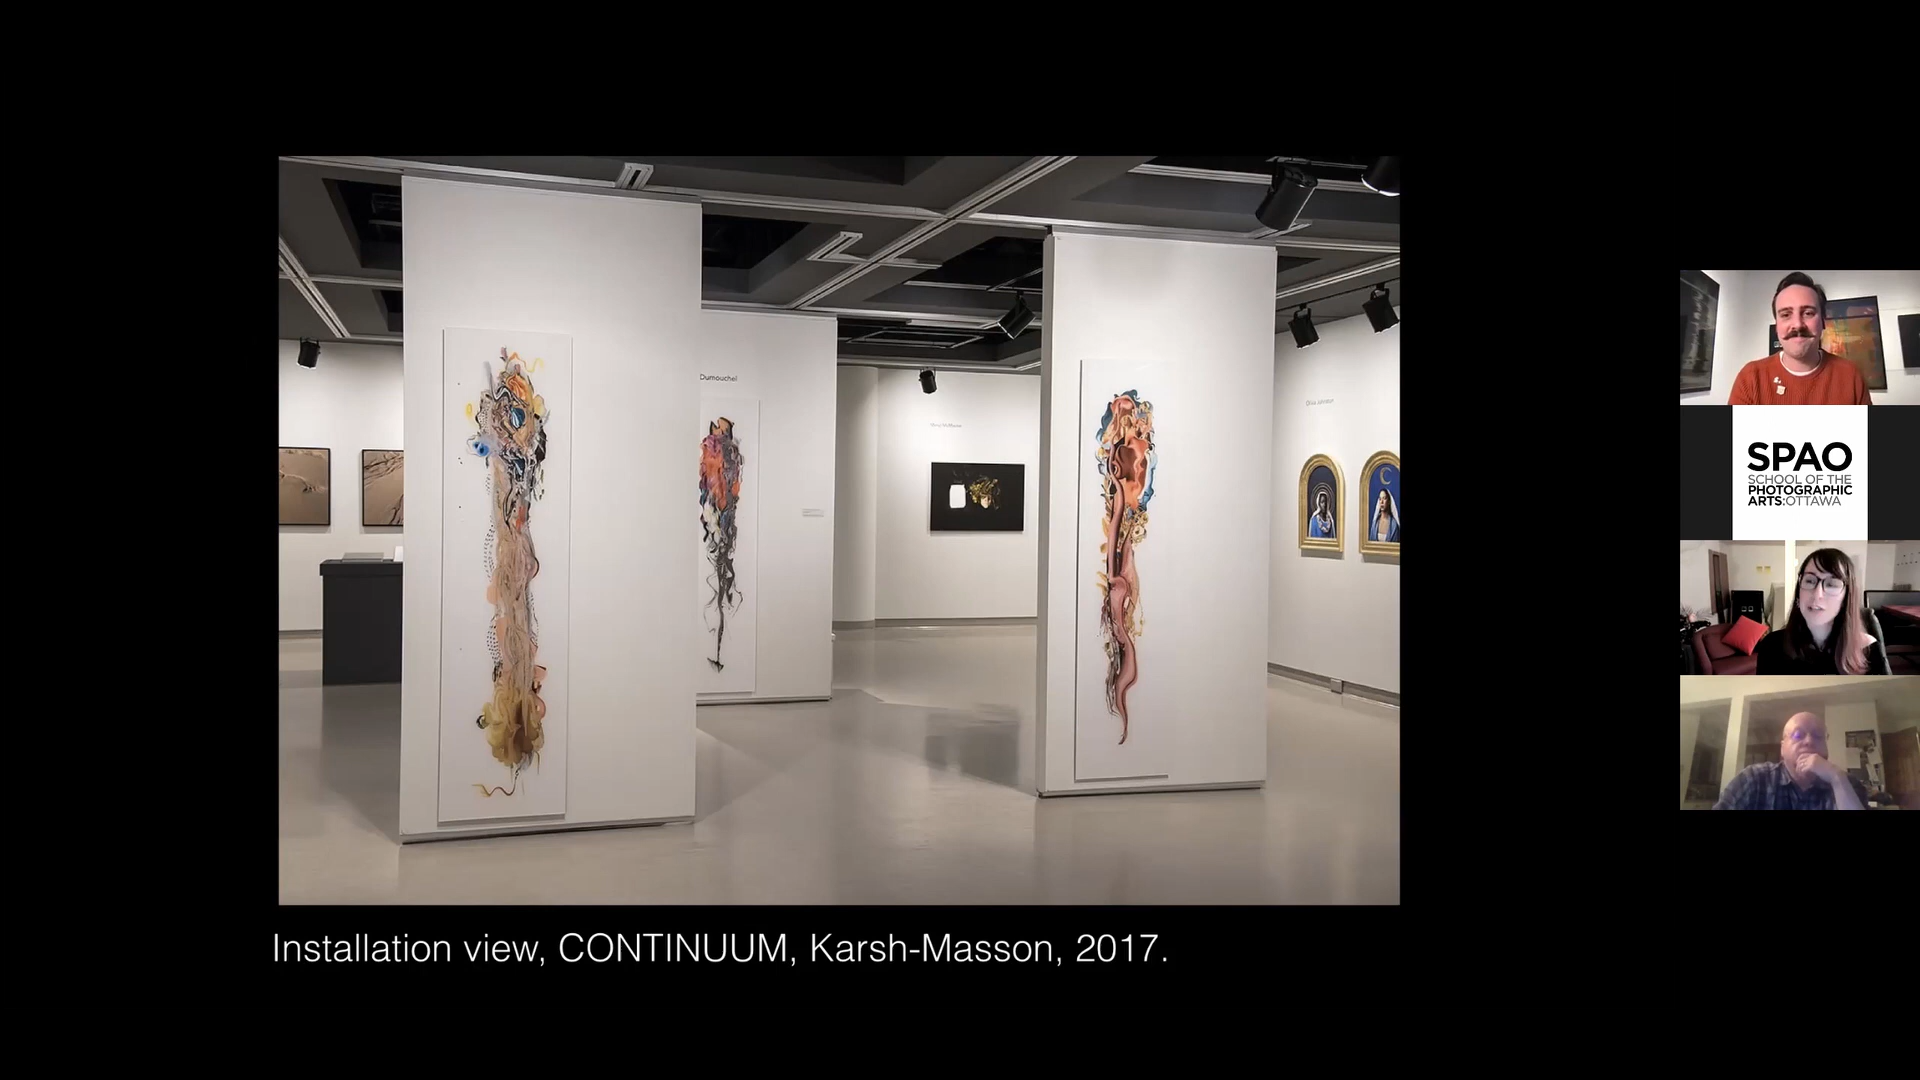 Dumouchel
Installation view, CONTINUUM, Karsh-Masson, 2017.
SPAO
SCHOOL OF THE
PHOTOGRAPHIC
ARTS:OTTAWA